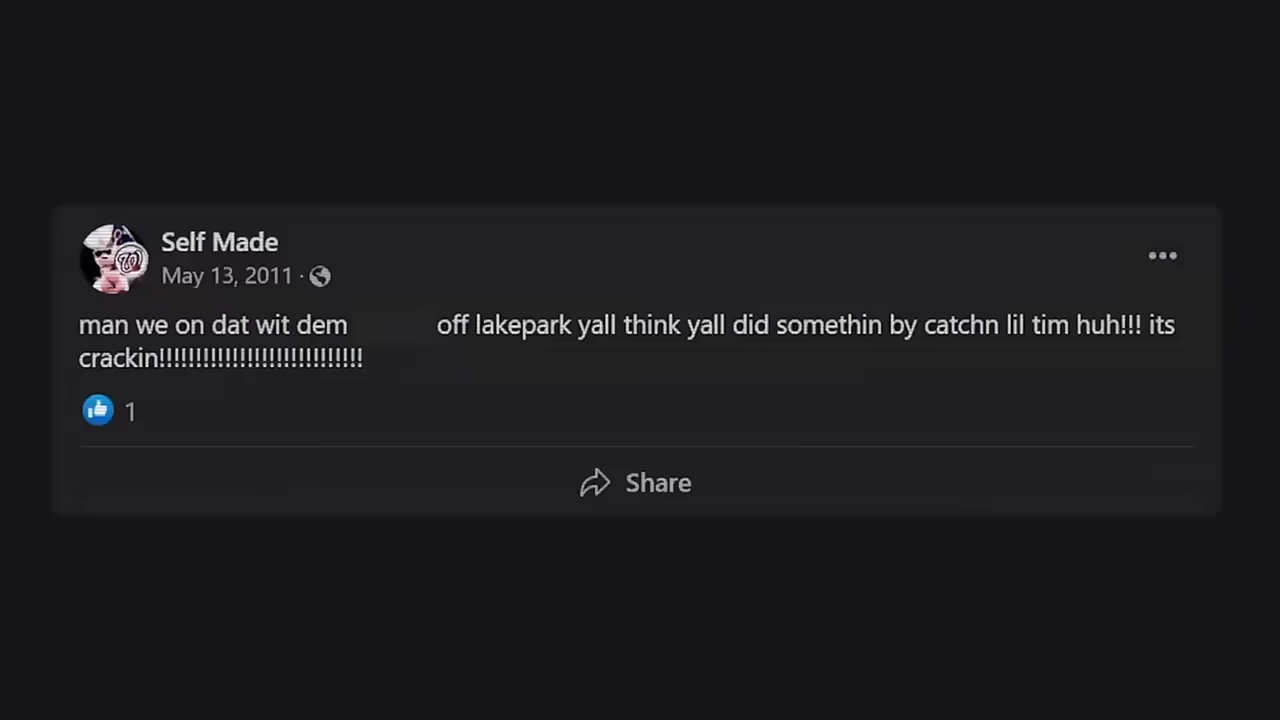 Self Made
May 13, 2011 ·
man we on dat wit dem off lakepark yall think yall did somethin by catchn lil tim huh!!! its
crackin!!!!!!!!!!!!!!!!!!!!!!!!!!!!
1
Share